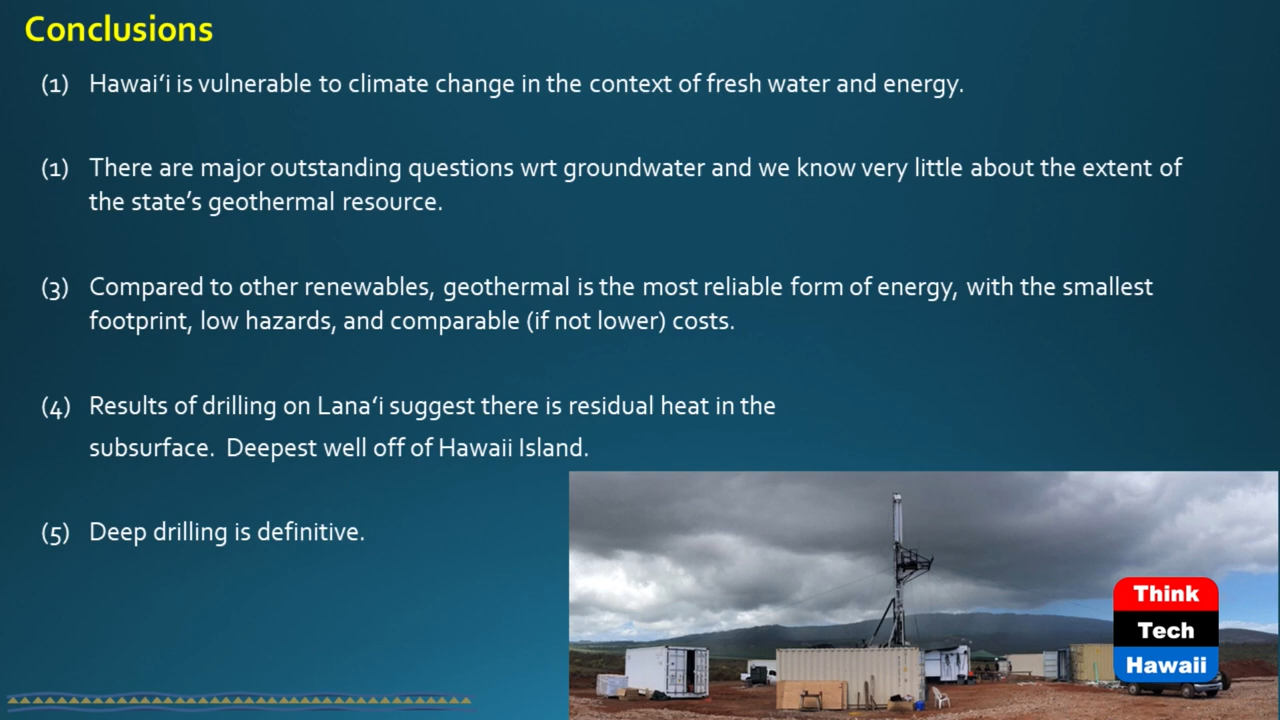 Conclusions
(1) Hawaiʻi is vulnerable to climate change in the context of fresh water and energy.
(1) There are major outstanding questions wrt groundwater and we know very little about the extent of
the state’s geothermal resource.
(3) Compared to other renewables, geothermal is the most reliable form of energy, with the smallest
footprint, low hazards, and comparable (if not lower) costs.
(4) Results of drilling on Lanaʻi suggest there is residual heat in the
subsurface. Deepest well off of Hawaii Island.
(5) Deep drilling is definitive.
Think
Tech
Hawaii